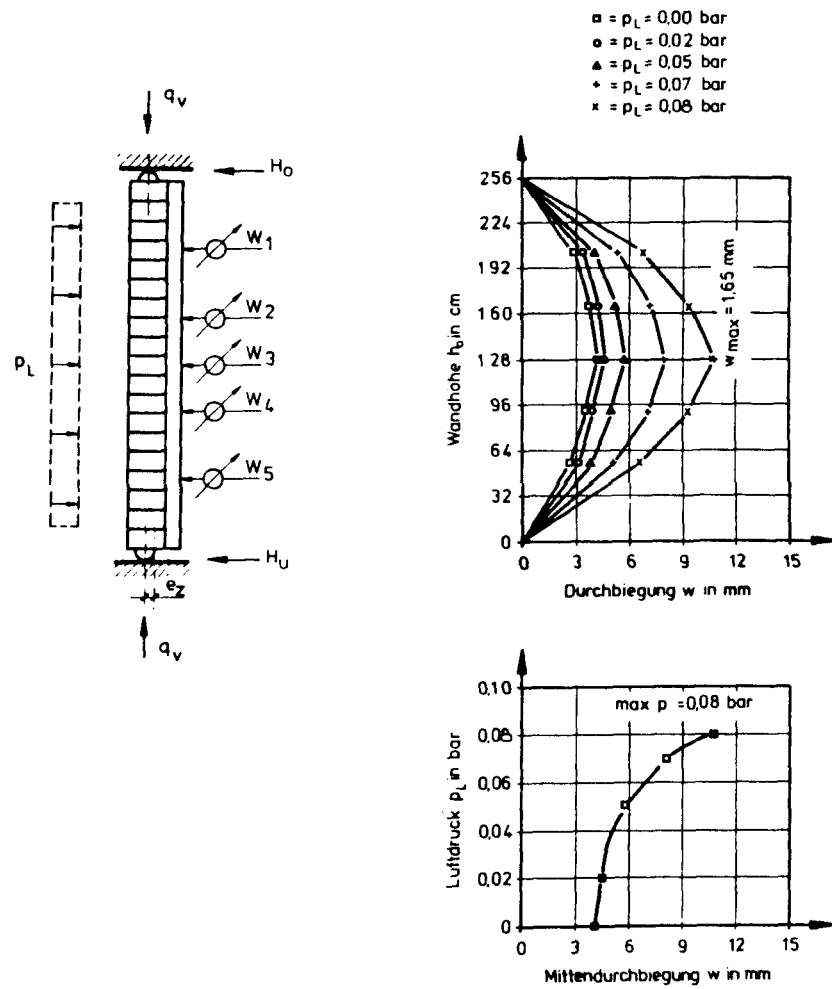 □ = p_L = 0,00 bar
o = p_L = 0,02 bar
▲ = p_L = 0,05 bar
+ = p_L = 0,07 bar
x = p_L = 0,08 bar
q_v
H_o
W_1
W_2
W_3
W_4
W_5
p_L
H_u
e_z
q_v
256
224
192
160
128
96
64
32
0
Wandhöhe h_o in cm
w_max = 1,65 mm
0 3 6 9 12 15
Durchbiegung w in mm
0,10
0,08
0,06
0,04
0,02
0
Luftdruck p_L in bar
max p = 0,08 bar
0 3 6 9 12 15
Mittendurchbiegung w in mm